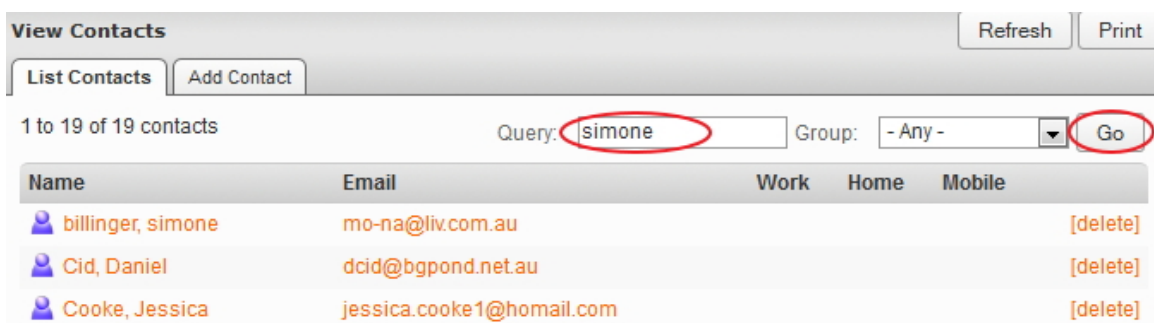 View Contacts Refresh Print
List Contacts Add Contact
1 to 19 of 19 contacts Query: simone Group: - Any - Go
Name Email Work Home Mobile
billinger, simone mo-na@liv.com.au [delete]
Cid, Daniel dcid@bgpond.net.au [delete]
Cooke, Jessica jessica.cooke1@homail.com [delete]